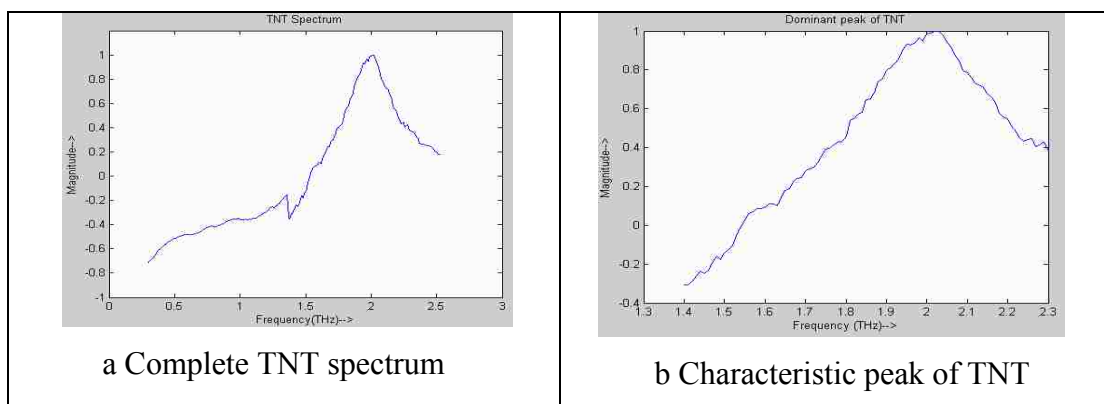 TNT Spectrum
1
0.8
0.6
0.4
0.2
0
-0.2
-0.4
-0.6
-0.8
-1
0 0.5 1 1.5 2 2.5 3
Magnitude-->
Frequency(THz)-->
a Complete TNT spectrum
Dominant peak of TNT
1
0.8
0.6
0.4
0.2
0
-0.2
-0.4
1.3 1.4 1.5 1.6 1.7 1.8 1.9 2 2.1 2.2 2.3
Magnitude-->
Frequency (THz)-->
b Characteristic peak of TNT